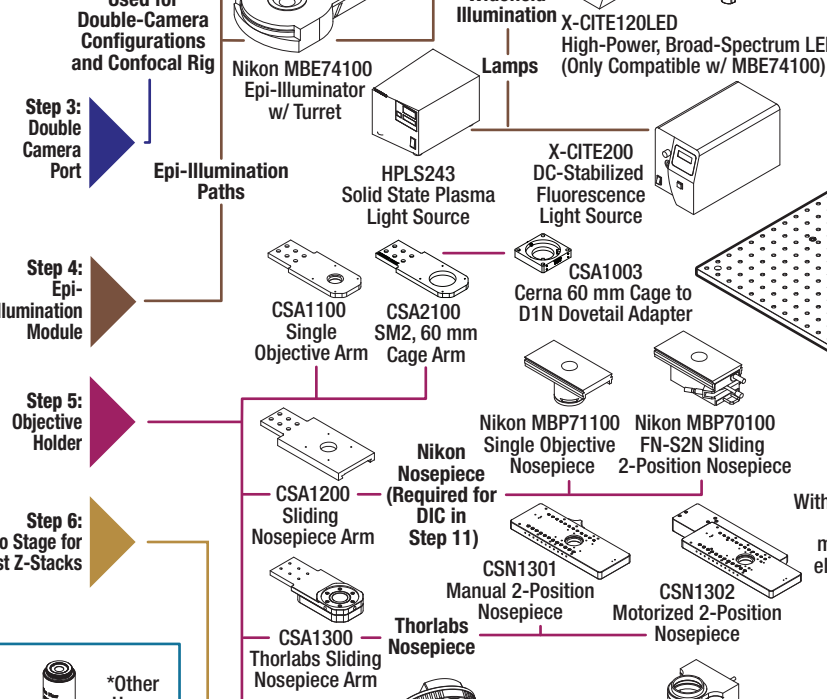 Used for
Double-Camera
Configurations
and Confocal Rig
Nikon MBE74100
Epi-Illuminator
w/ Turret
Widefield
Illumination
Lamps
X-CITE120LED
High-Power, Broad-Spectrum LE
(Only Compatible w/ MBE74100)
Step 3:
Double
Camera
Port
Epi-Illumination
Paths
HPLS243
Solid State Plasma
Light Source
X-CITE200
DC-Stabilized
Fluorescence
Light Source
Step 4:
Epi-
llumination
Module
CSA1100
Single
Objective Arm
CSA2100
SM2, 60 mm
Cage Arm
CSA1003
Cerna 60 mm Cage to
D1N Dovetail Adapter
Step 5:
Objective
Holder
Nikon MBP71100
Single Objective
Nosepiece
Nikon MBP70100
FN-S2N Sliding
2-Position Nosepiece
CSA1200
Sliding
Nosepiece Arm
Nikon
Nosepiece
(Required for
DIC in
Step 11)
With
m
el
Step 6:
o Stage for
st Z-Stacks
CSN1301
Manual 2-Position
Nosepiece
CSN1302
Motorized 2-Position
Nosepiece
CSA1300
Thorlabs Sliding
Nosepiece Arm
Thorlabs
Nosepiece
*Other